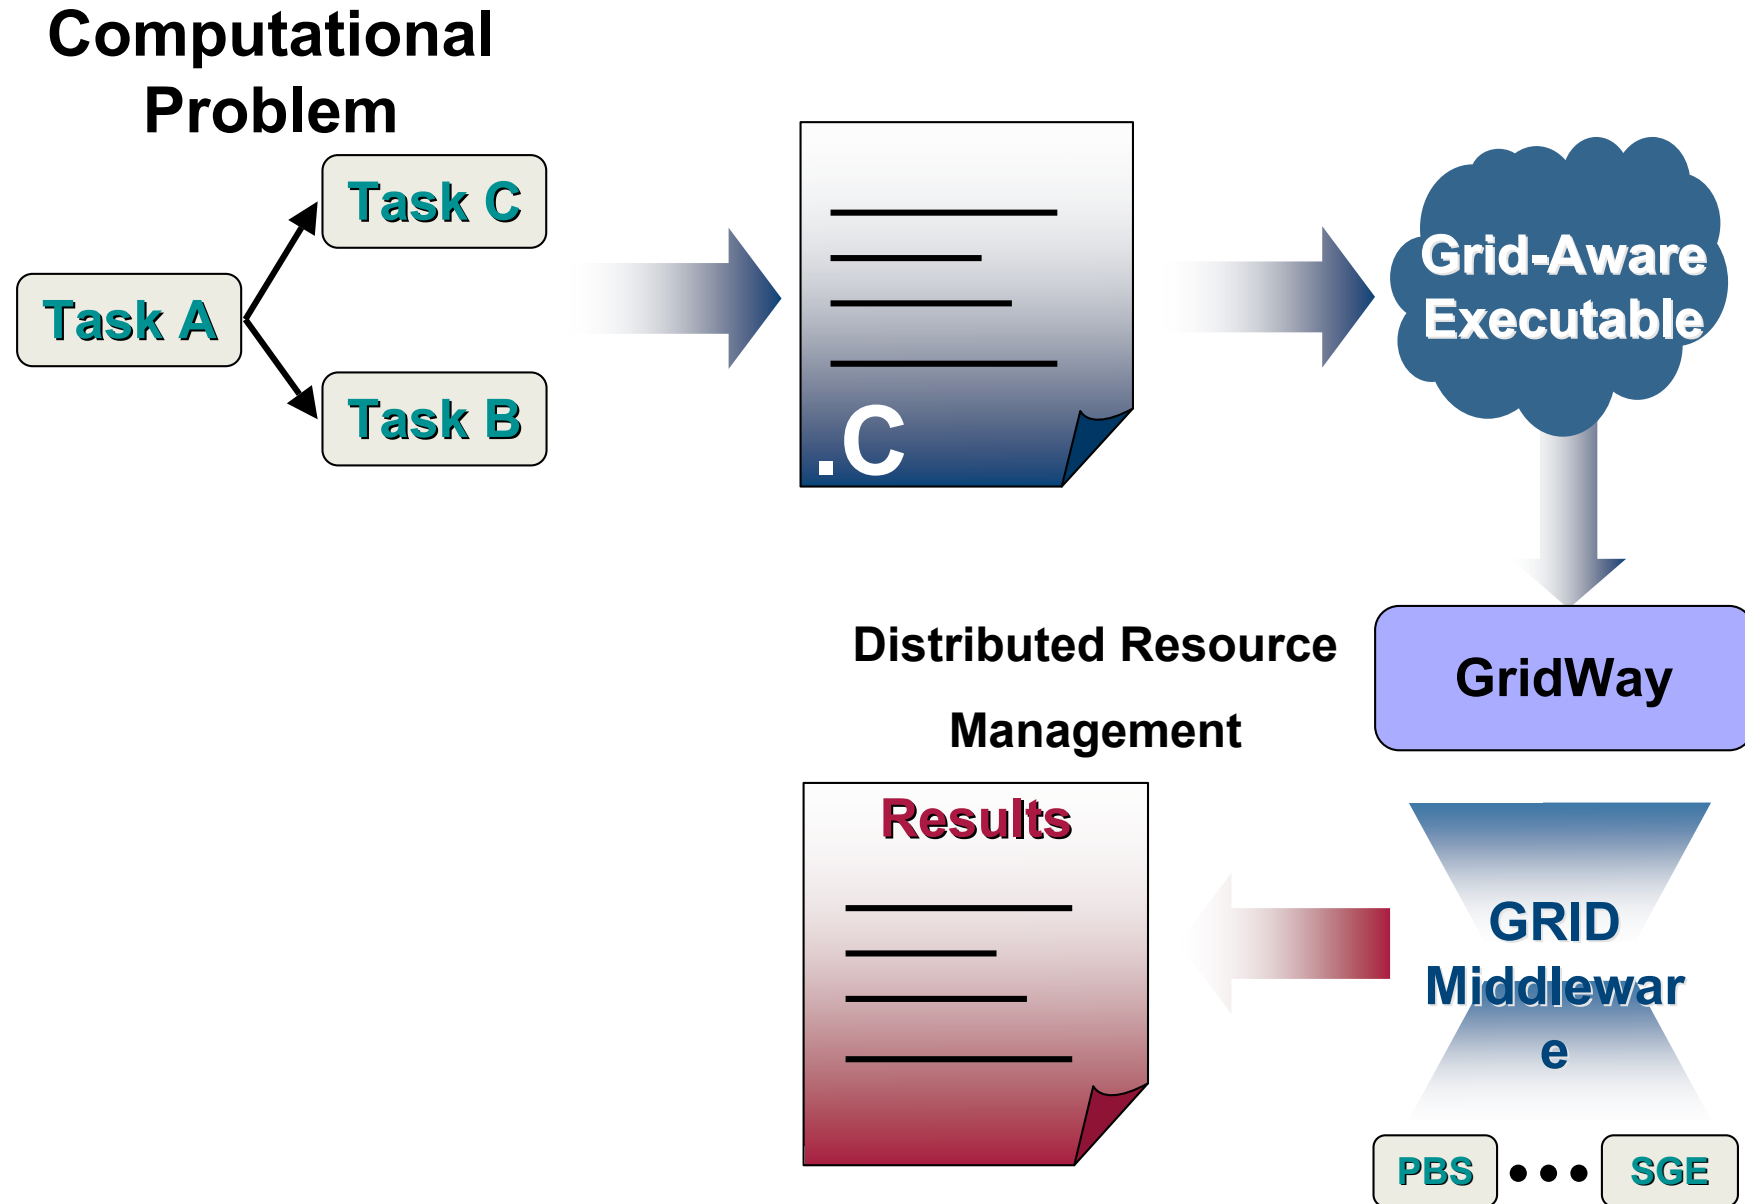 Computational
Problem
Task C
Task A
Task B
.C
Grid-Aware
Executable
Distributed Resource
Management
GridWay
Results
GRID
Middlewar
e
PBS
SGE